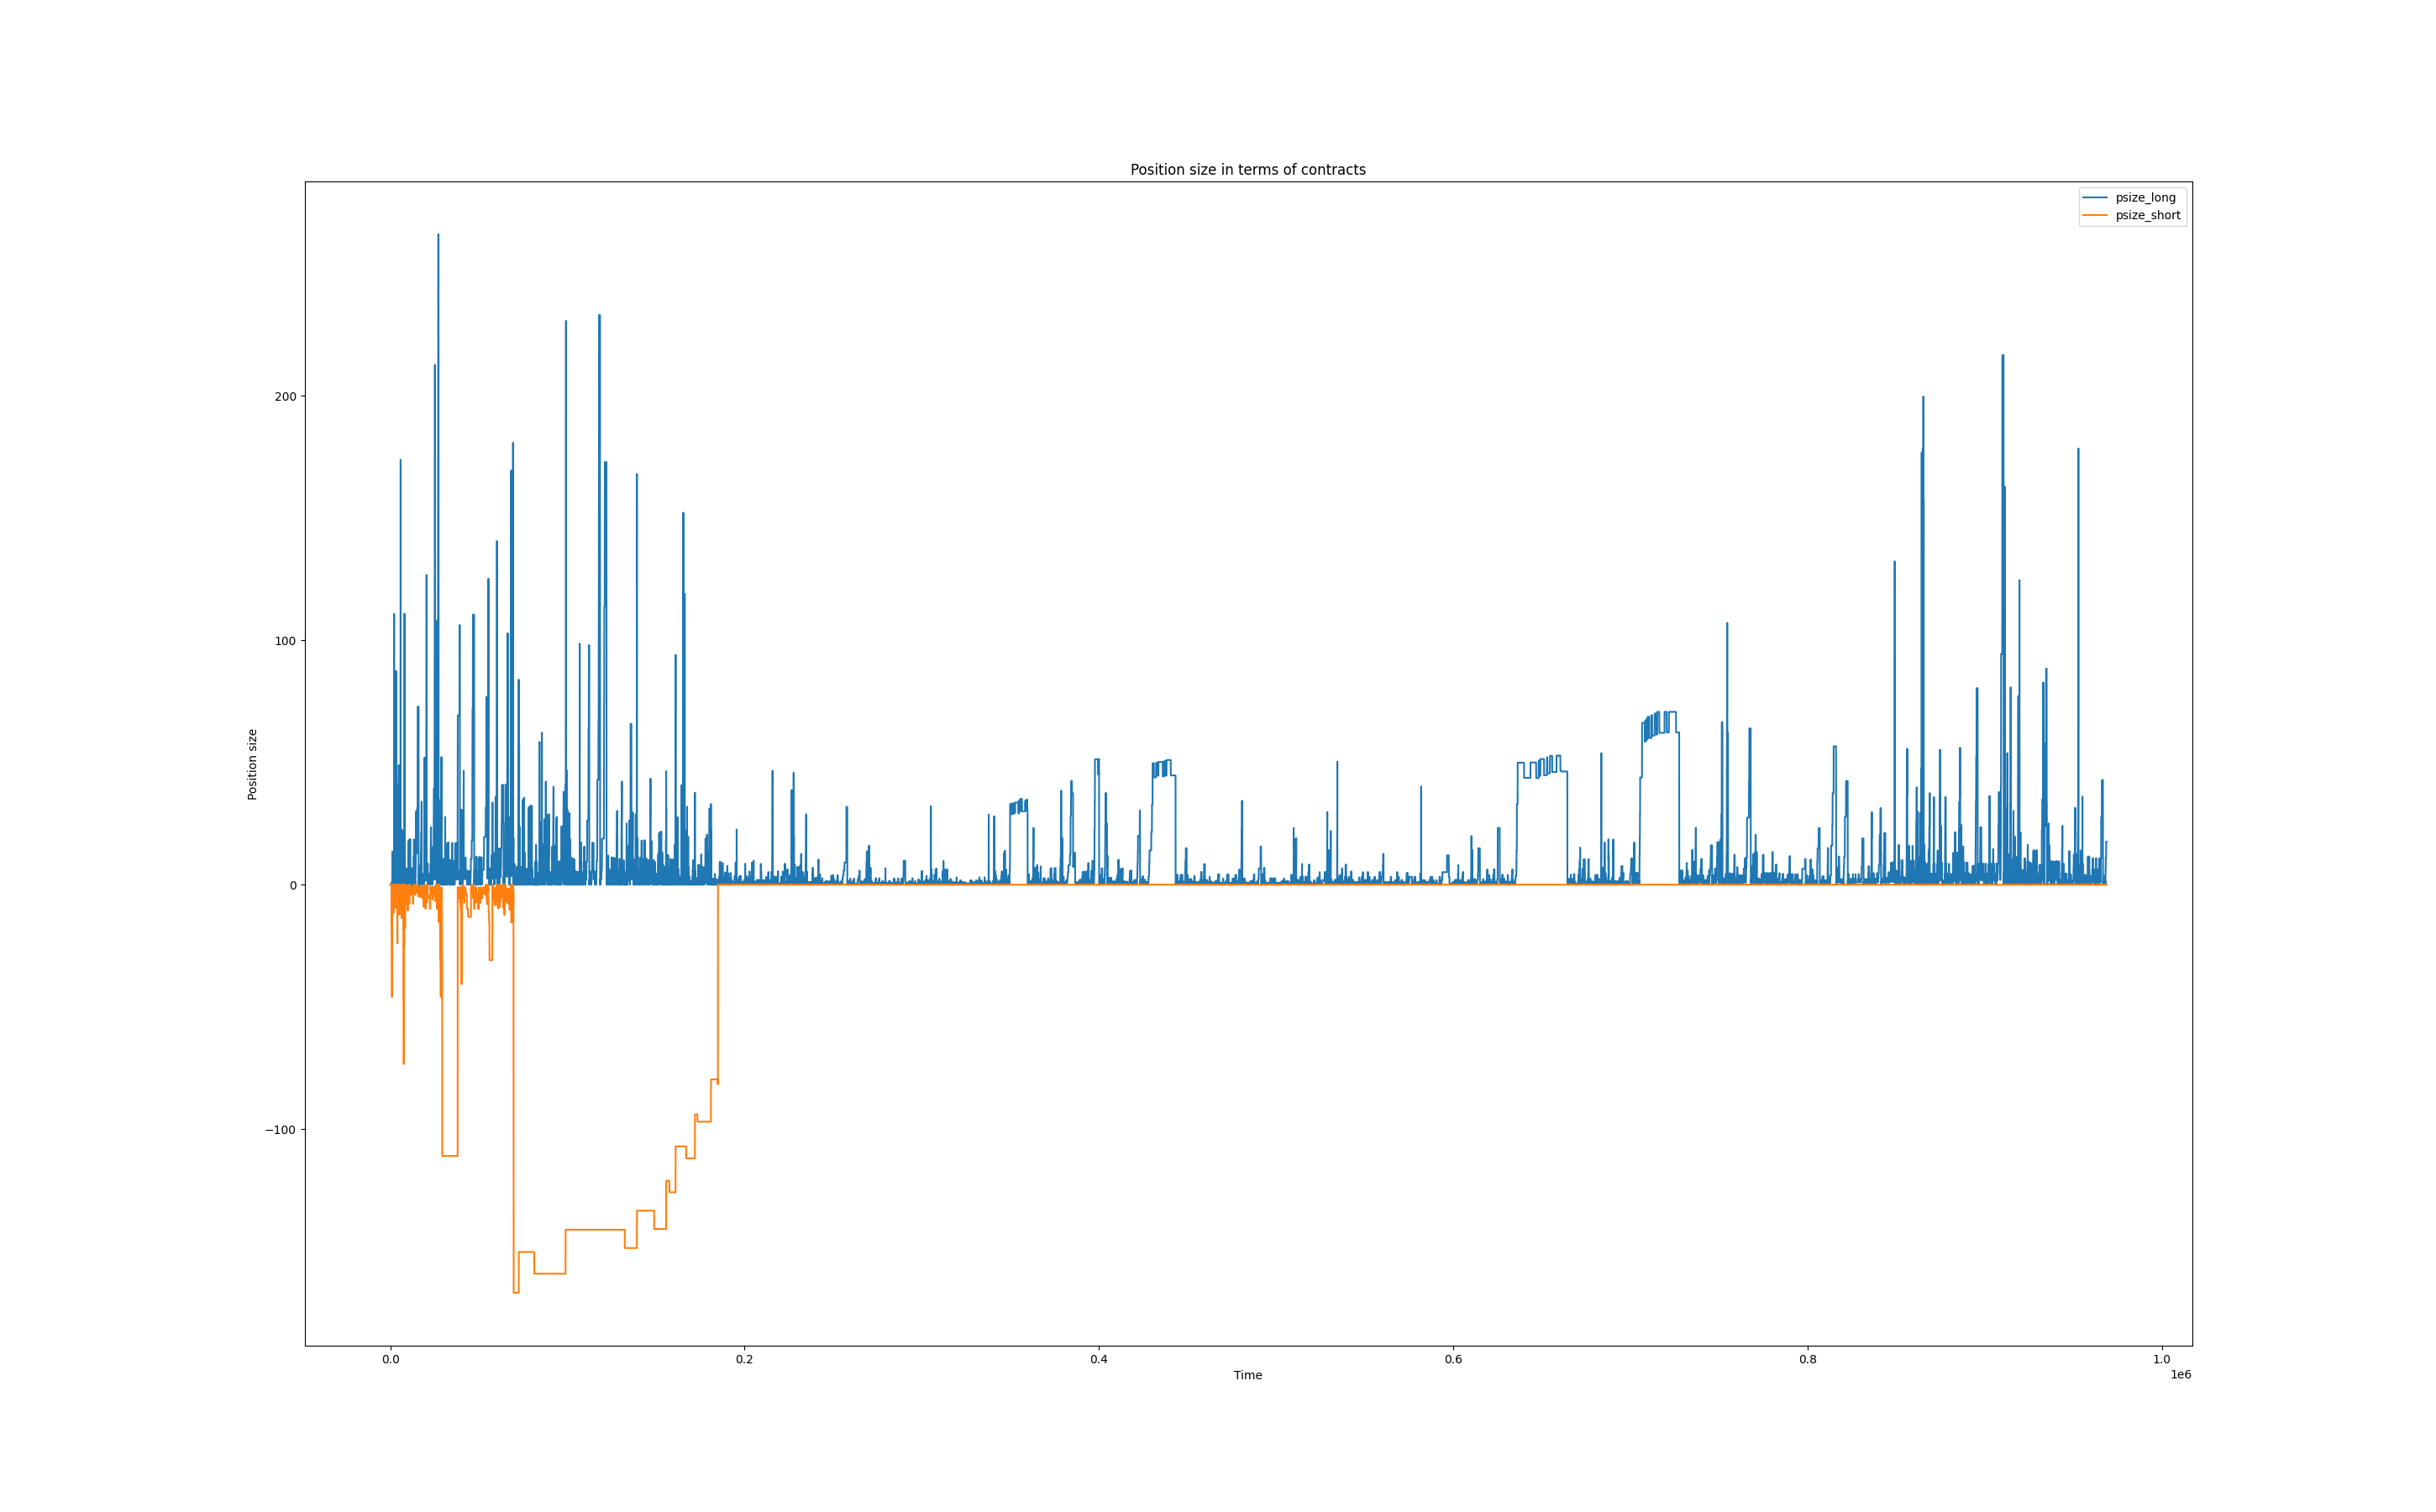 Position size in terms of contracts
psize_long
psize_short
Position size
200
100
0
−100
0.0
0.2
0.4
0.6
0.8
1.0
Time
1e6